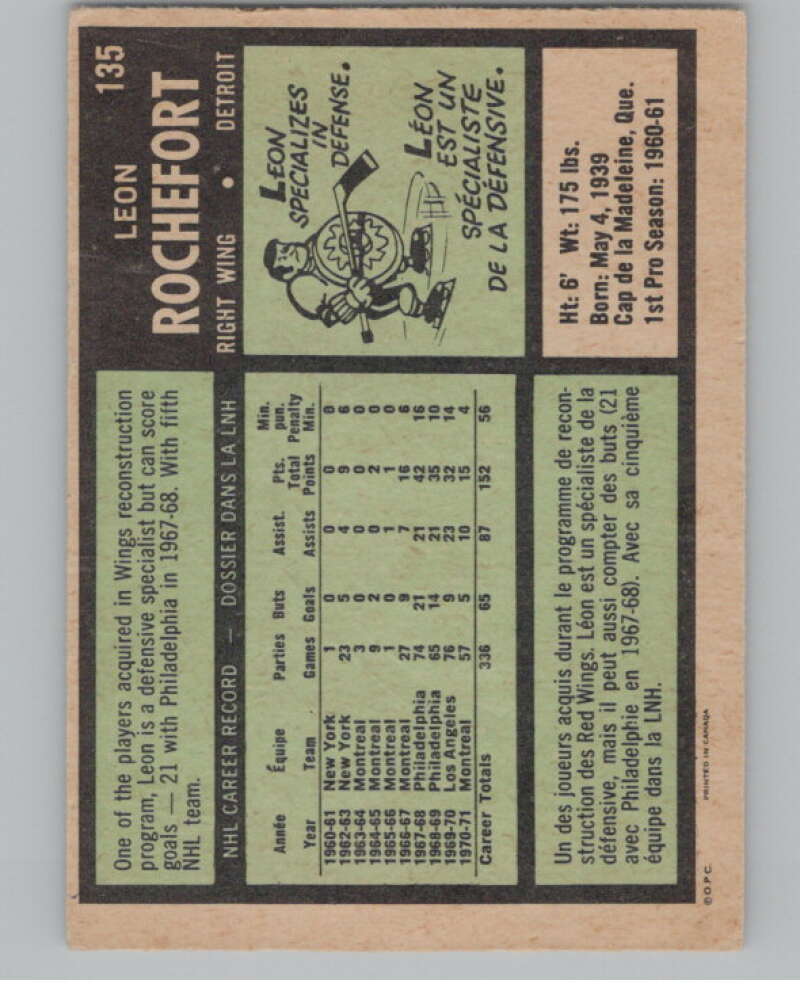 LEON 135
ROCHEFORT
RIGHT WING • DETROIT
One of the players acquired in Wings reconstruction
program, Leon is a defensive specialist but can score
goals — 21 with Philadelphia in 1967-68. With fifth
NHL team.
LEON
SPECIALIZES
IN
DEFENSE.
LÉON
EST UN
SPÉCIALISTE
DE LA DÉFENSIVE.
HP
NHL CAREER RECORD — DOSSIER DANS LA LNH
Min.
pun.
Année Équipe Parties Buts Assist. Pts. Total Penalty
Year Team Games Goals Assists Points Min.
1960-61 New York 1 0 0 0 0
1962-63 New York 23 5 4 9 6
1963-64 Montreal 3 0 0 0 0
1964-65 Montreal 9 2 0 2 0
1965-66 Montreal 1 0 1 1 0
1966-67 Montreal 27 9 7 16 6
1967-68 Philadelphia 74 21 21 42 16
1968-69 Philadelphia 65 14 21 35 10
1969-70 Los Angeles 76 9 23 32 14
1970-71 Montreal 57 5 10 15 4
Career Totals 336 65 87 152 56
Ht: 6' Wt: 175 lbs.
Born: May 4, 1939
Cap de la Madeleine, Que.
1st Pro Season: 1960-61
Un des joueurs acquis durant le programme de recon-
struction des Red Wings. Léon est un spécialiste de la
défensive, mais il peut aussi compter des buts (21
avec Philadelphie en 1967-68). Avec sa cinquième
équipe dans la LNH.
© O.P.C. PRINTED IN CANADA